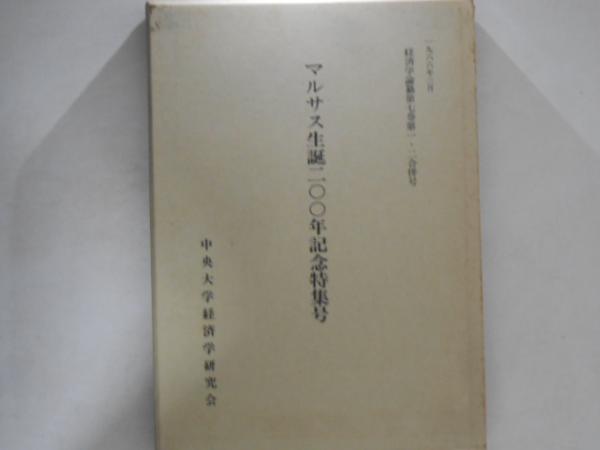 一九六六年三月
経済学論纂第七巻第一・二合併号
マルサス生誕二〇〇年記念特集号
中央大学経済学研究会